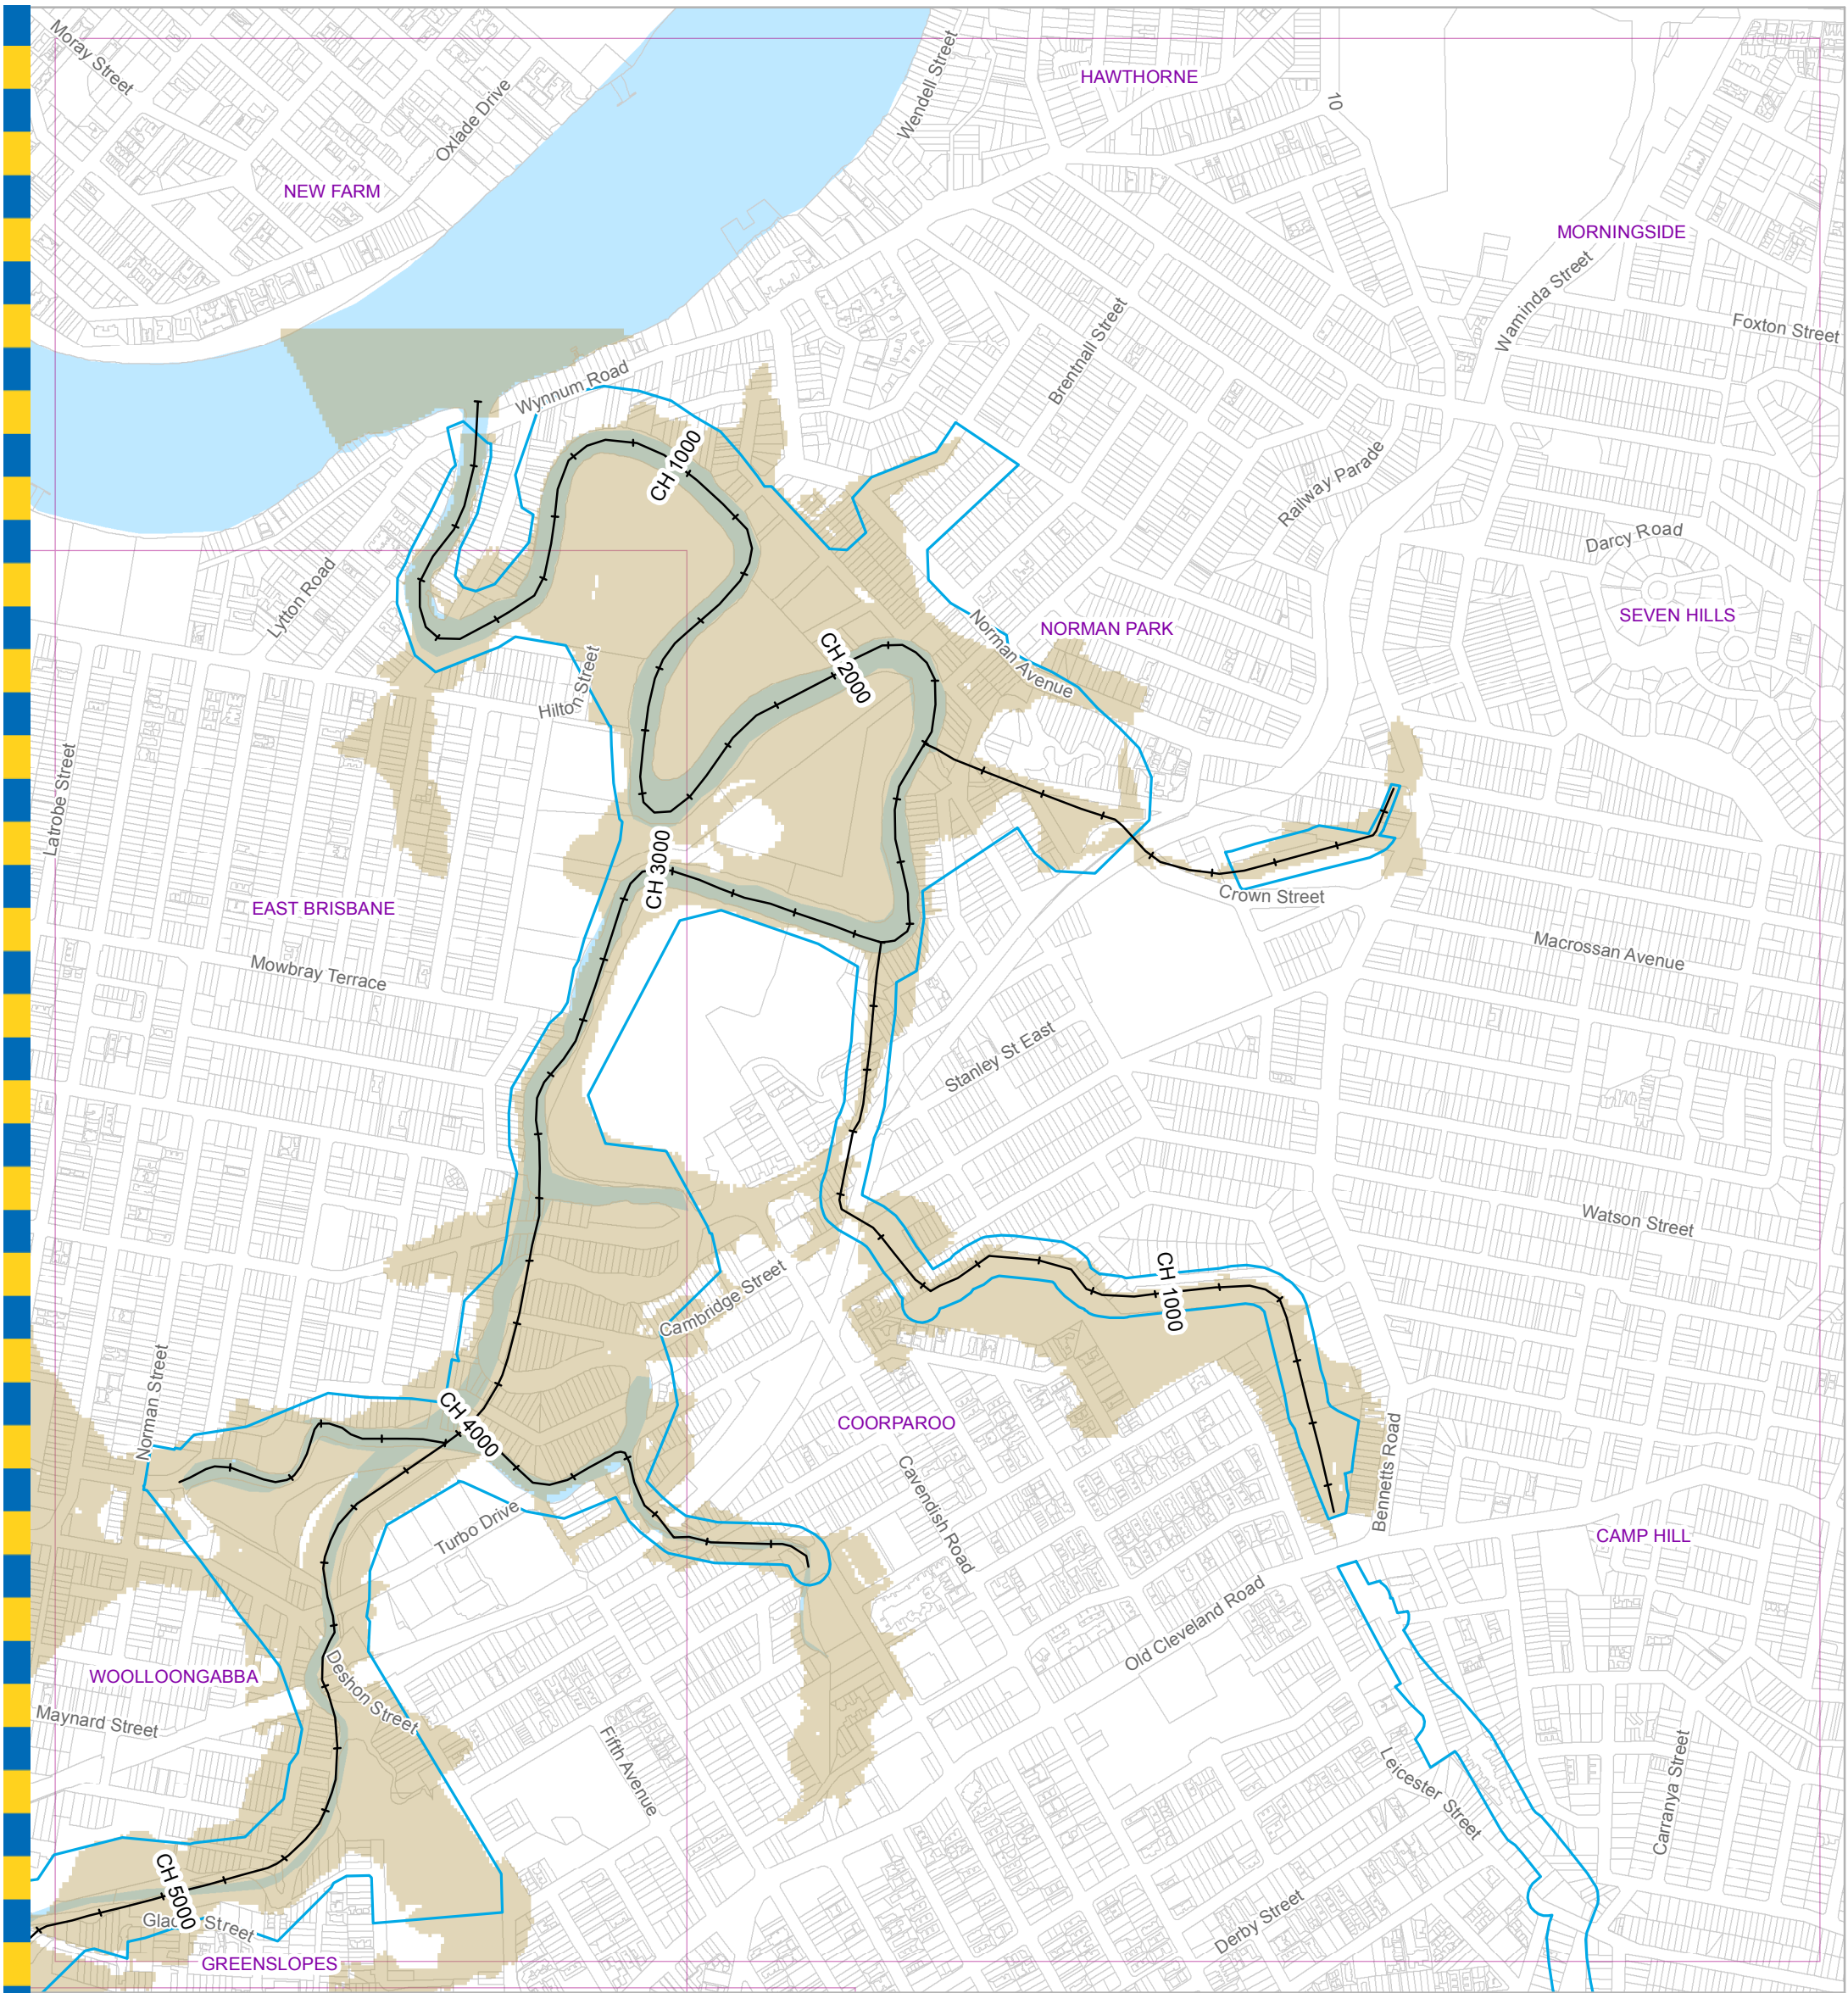 Moray Street
Oxlade Drive
Wendell Street
HAWTHORNE
10
NEW FARM
MORNINGSIDE
Waminda Street
Foxton Street
Brentnall Street
Wynnum Road
CH 1000
Railway Parade
Darcy Road
Lytton Road
SEVEN HILLS
Norman Avenue
NORMAN PARK
CH 2000
Hilton Street
Latrobe Street
CH 3000
Crown Street
EAST BRISBANE
Macrossan Avenue
Mowbray Terrace
Stanley St East
Watson Street
Cambridge Street
CH 1000
Norman Street
CH 4000
COORPAROO
Cavendish Road
Bennetts Road
Turbo Drive
CAMP HILL
Old Cleveland Road
WOOLLOONGABBA
Deshon Street
Maynard Street
Fifth Avenue
Leicester Street
Carranya Street
CH 5000
Street
Derby Street
GREENSLOPES